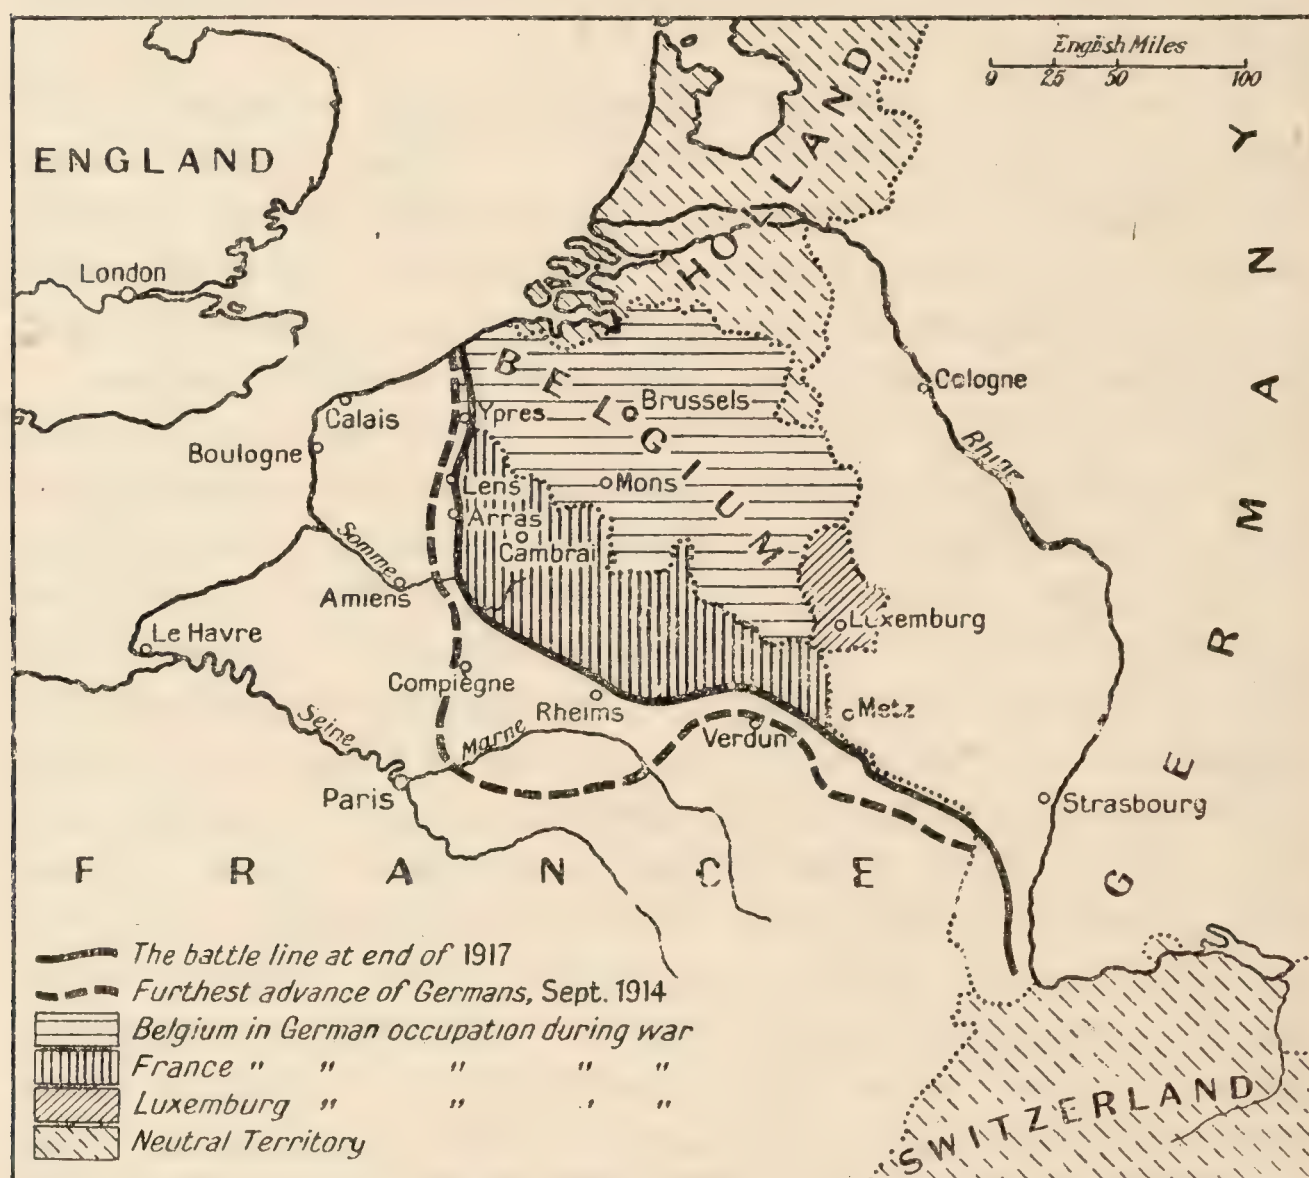 English Miles
0 25 50 100
ENGLAND
HOLLAND
GERMANY
London
BELGIUM
Cologne
Calais
Brussels
Ypres
Boulogne
Rhine
Lens
Mons
Arras
Somme
Cambrai
Amiens
Luxemburg
Le Havre
Compiègne
Rheims
Metz
Seine
Marne
Verdun
Paris
Strasbourg
FRANCE
The battle line at end of 1917
Furthest advance of Germans, Sept. 1914
Belgium in German occupation during war
France " " " " "
Luxemburg " " ' "
Neutral Territory
SWITZERLAND